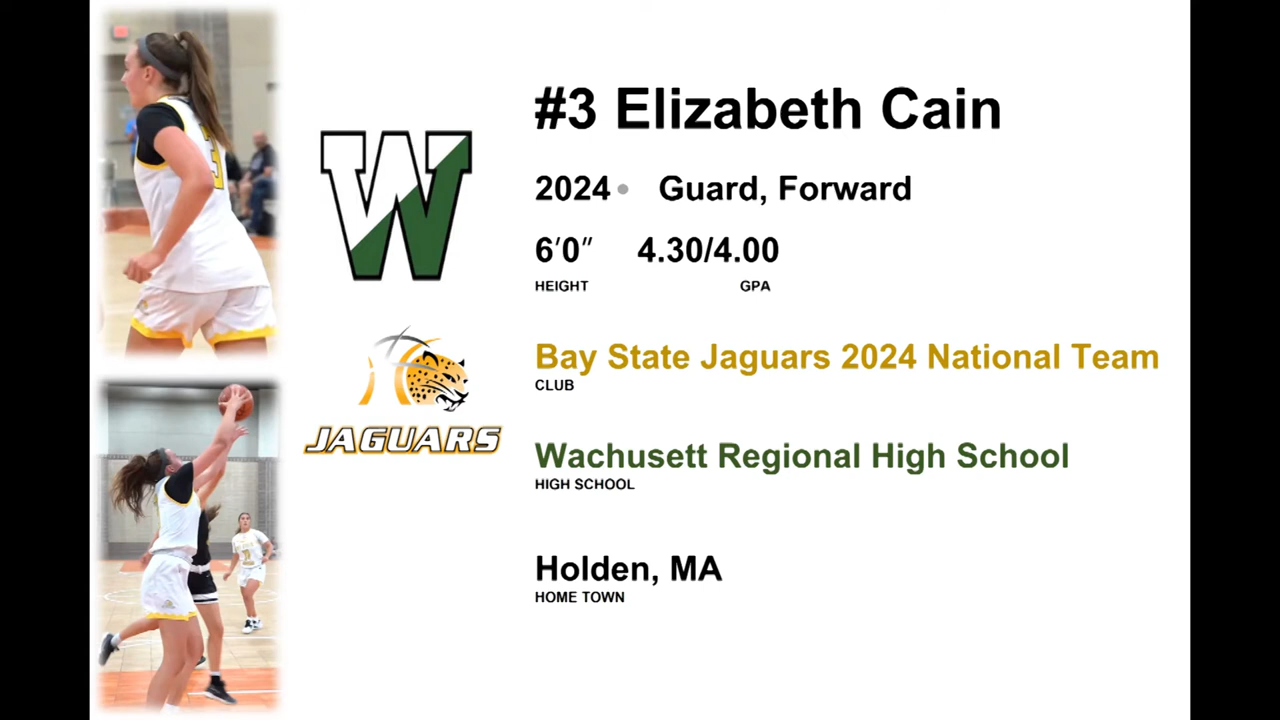 #3 Elizabeth Cain
2024 • Guard, Forward
6′0″ 4.30/4.00
HEIGHT GPA
Bay State Jaguars 2024 National Team
CLUB
Wachusett Regional High School
HIGH SCHOOL
Holden, MA
HOME TOWN
W
JAGUARS
3